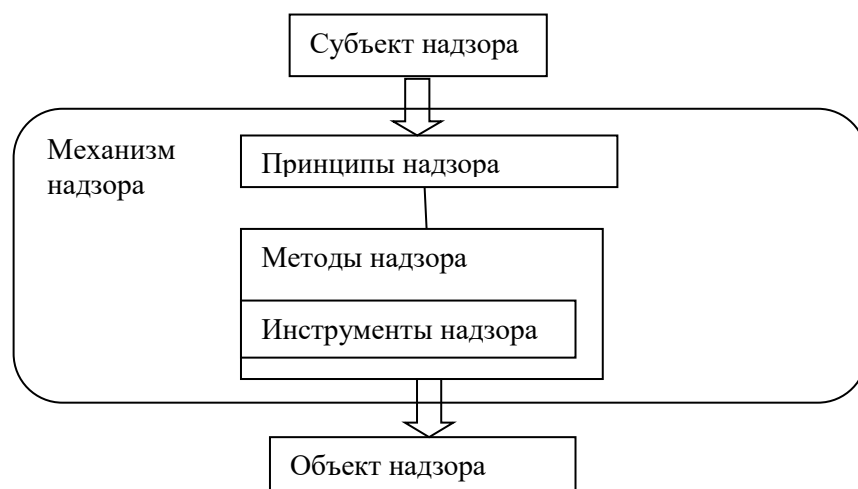 Субъект надзора
Механизм
надзора
Принципы надзора
Методы надзора
Инструменты надзора
Объект надзора